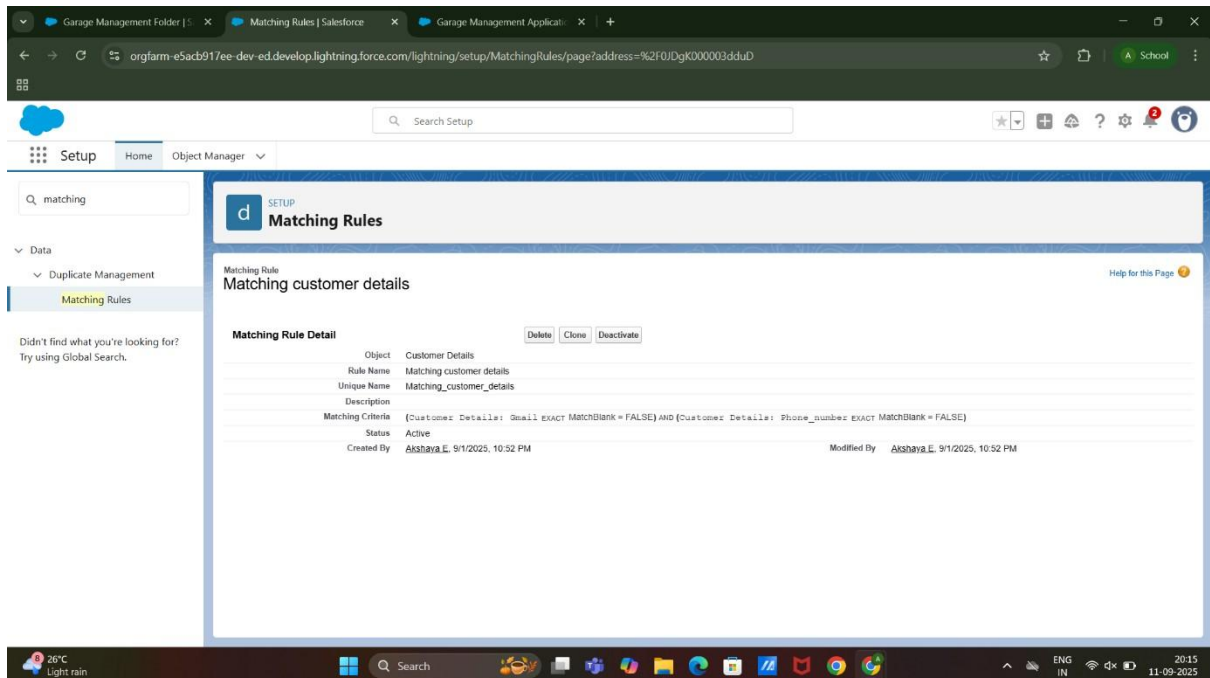 Garage Management Folder | S
Matching Rules | Salesforce
Garage Management Applicatic
orgfarm-e5acb917ee-dev-ed.develop.lightning.force.com/lightning/setup/MatchingRules/page?address=%2F0JDgK000003dduD
A School
Search Setup
2
Setup Home Object Manager
matching
SETUP
d Matching Rules
Data
Duplicate Management
Matching Rules
Didn't find what you're looking for?
Try using Global Search.
Matching Rule
Matching customer details
Help for this Page
Matching Rule Detail Delete Clone Deactivate
Object Customer Details
Rule Name Matching customer details
Unique Name Matching_customer_details
Description
Matching Criteria (Customer Details: Gmail EXACT MatchBlank = FALSE) AND (Customer Details: Phone_number EXACT MatchBlank = FALSE)
Status Active
Created By Akshaya E, 9/1/2025, 10:52 PM Modified By Akshaya E, 9/1/2025, 10:52 PM
26°C
Light rain
Search
ENG
IN
20:15
11-09-2025